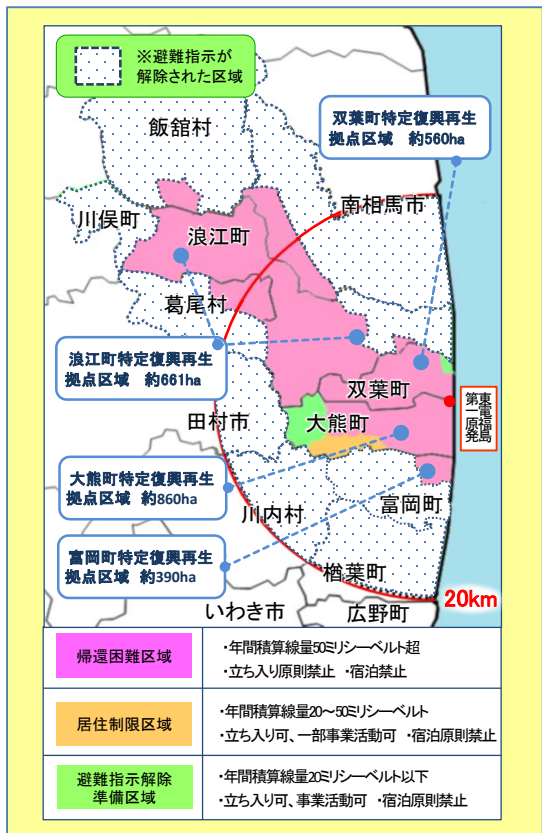 ※避難指示が
解除された区域
双葉町特定復興再生
拠点区域 約560ha
飯舘村
川俣町
南相馬市
浪江町
葛尾村
浪江町特定復興再生
拠点区域 約661ha
双葉町
東電福島
第一原発
田村市
大熊町
大熊町特定復興再生
拠点区域 約860ha
川内村
富岡町
富岡町特定復興再生
拠点区域 約390ha
楢葉町
20km
いわき市
広野町
帰還困難区域
・年間積算線量50ミリシーベルト超
・立ち入り原則禁止 ・宿泊禁止
居住制限区域
・年間積算線量20~50ミリシーベルト
・立ち入り可、一部事業活動可 ・宿泊原則禁止
避難指示解除
準備区域
・年間積算線量20ミリシーベルト以下
・立ち入り可、事業活動可 ・宿泊原則禁止